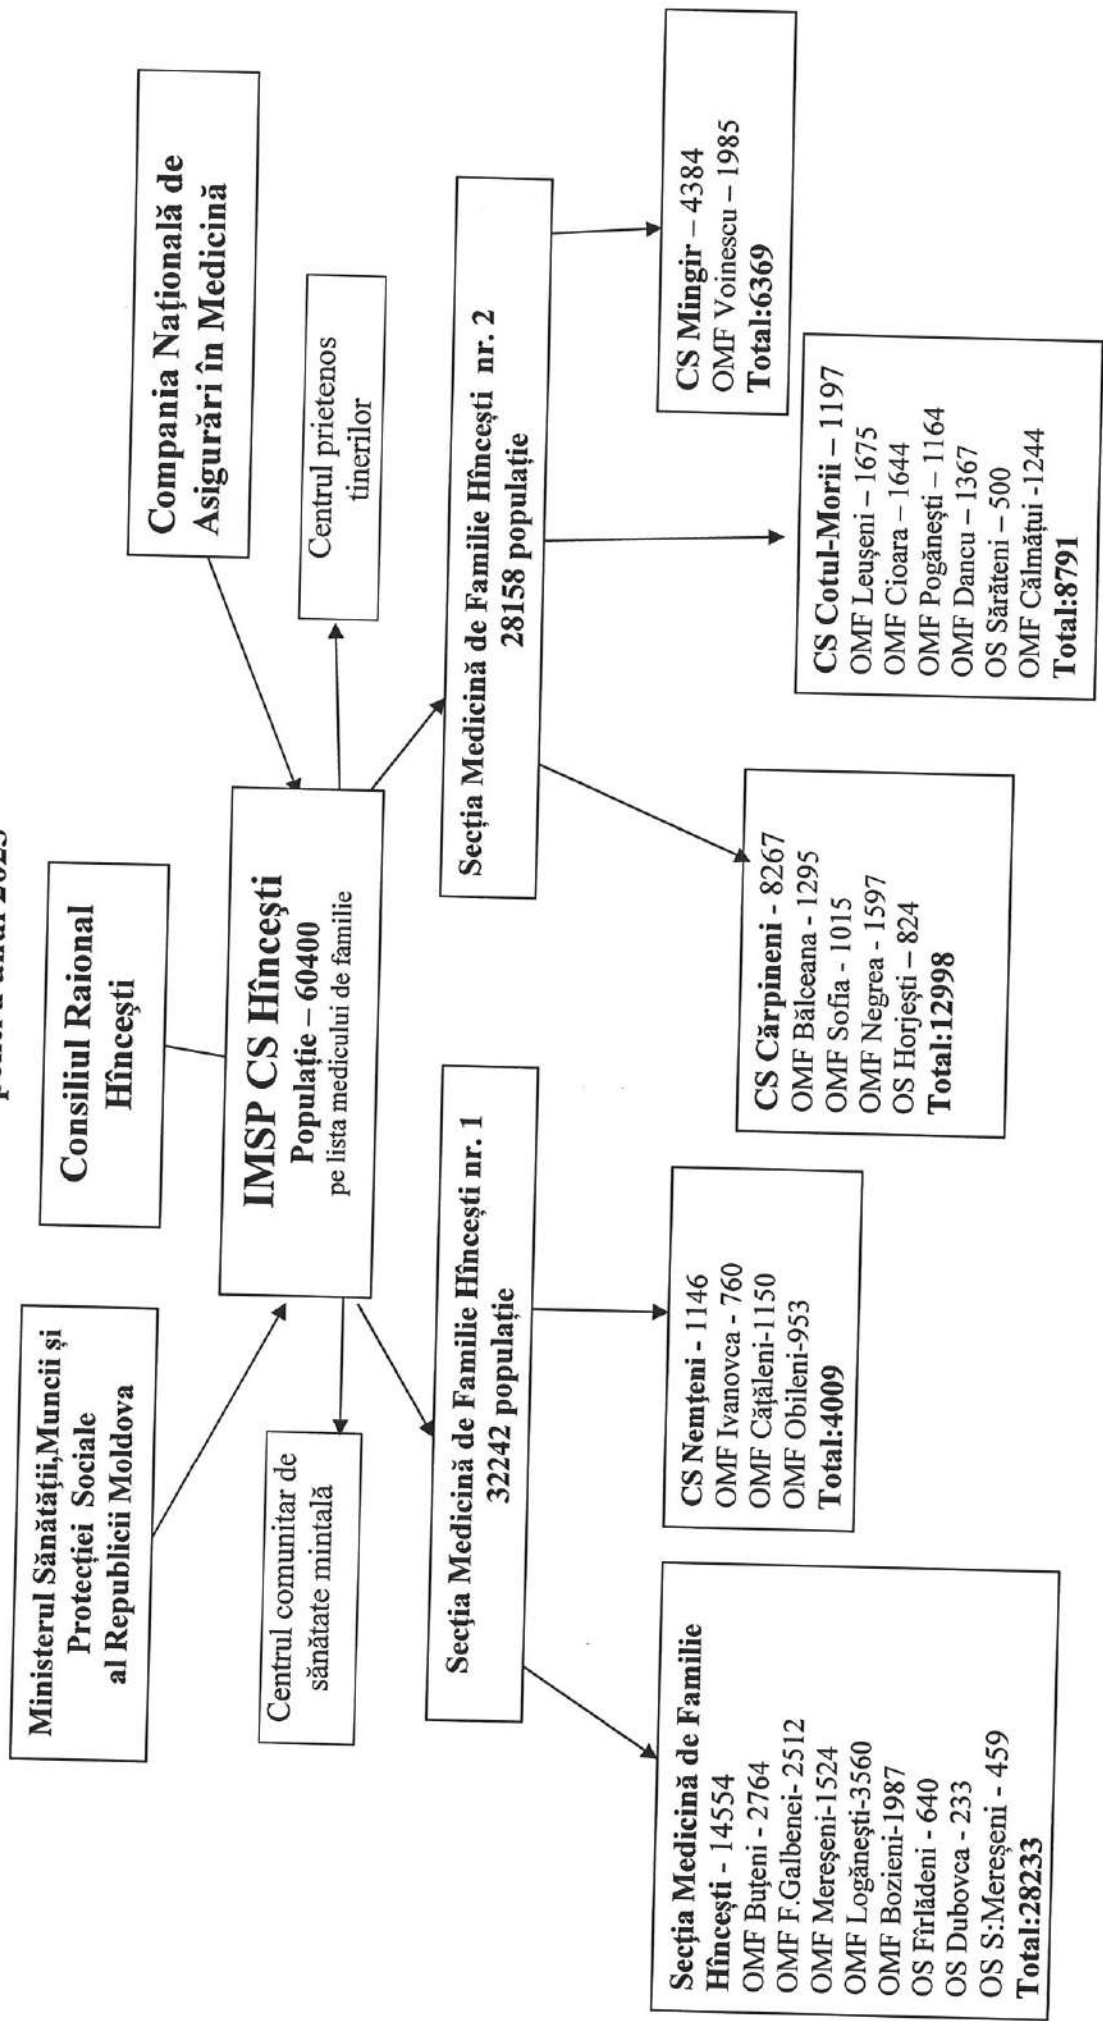 pentru anul 2023
Ministerul Sănătății,Muncii și
Protecției Sociale
al Republicii Moldova
Consiliul Raional
Hîncești
Compania Națională de
Asigurări în Medicină
IMSP CS Hîncești
Populație – 60400
pe lista medicului de familie
Centrul comunitar de
sănătate mintală
Centrul prietenos
tinerilor
Secția Medicină de Familie Hîncești nr. 1
32242 populație
Secția Medicină de Familie Hîncești nr. 2
28158 populație
Secția Medicină de Familie
Hîncești - 14554
OMF Buțeni - 2764
OMF F.Galbenei- 2512
OMF Mereșeni-1524
OMF Logănești-3560
OMF Bozieni-1987
OS Fîrlădeni - 640
OS Dubovca - 233
OS S:Mereșeni - 459
Total:28233
CS Nemțeni - 1146
OMF Ivanovca - 760
OMF Cățăleni-1150
OMF Obileni-953
Total:4009
CS Cărpineni - 8267
OMF Bălceana - 1295
OMF Sofia - 1015
OMF Negrea - 1597
OS Horjești – 824
Total:12998
CS Cotul-Morii – 1197
OMF Leușeni – 1675
OMF Cioara – 1644
OMF Pogănești – 1164
OMF Dancu – 1367
OS Sărăteni – 500
OMF Călmățui -1244
Total:8791
CS Mingir – 4384
OMF Voinescu – 1985
Total:6369